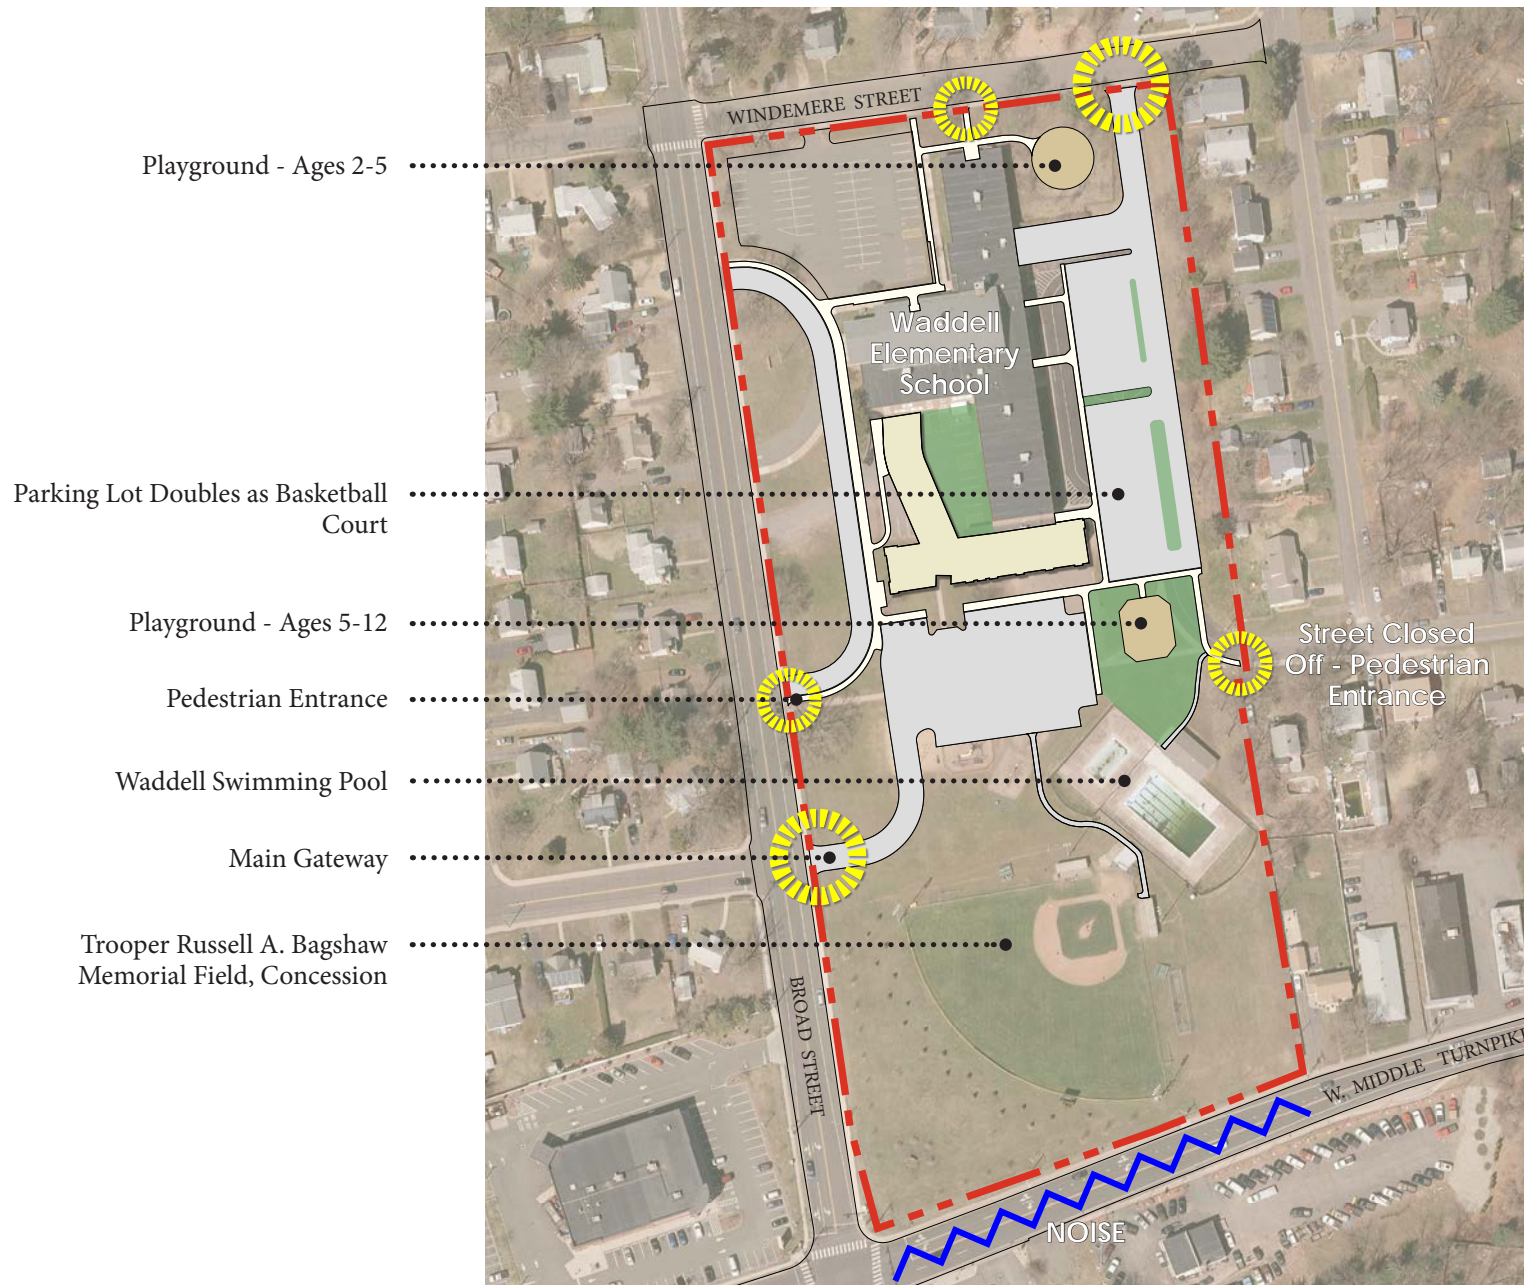 WINDEMERE STREET
Playground - Ages 2-5
Waddell
Elementary
School
Parking Lot Doubles as Basketball
Court
Playground - Ages 5-12
Street Closed
Off - Pedestrian
Entrance
Pedestrian Entrance
Waddell Swimming Pool
Main Gateway
Trooper Russell A. Bagshaw
Memorial Field, Concession
BROAD STREET
W. MIDDLE TURNPIKE
NOISE